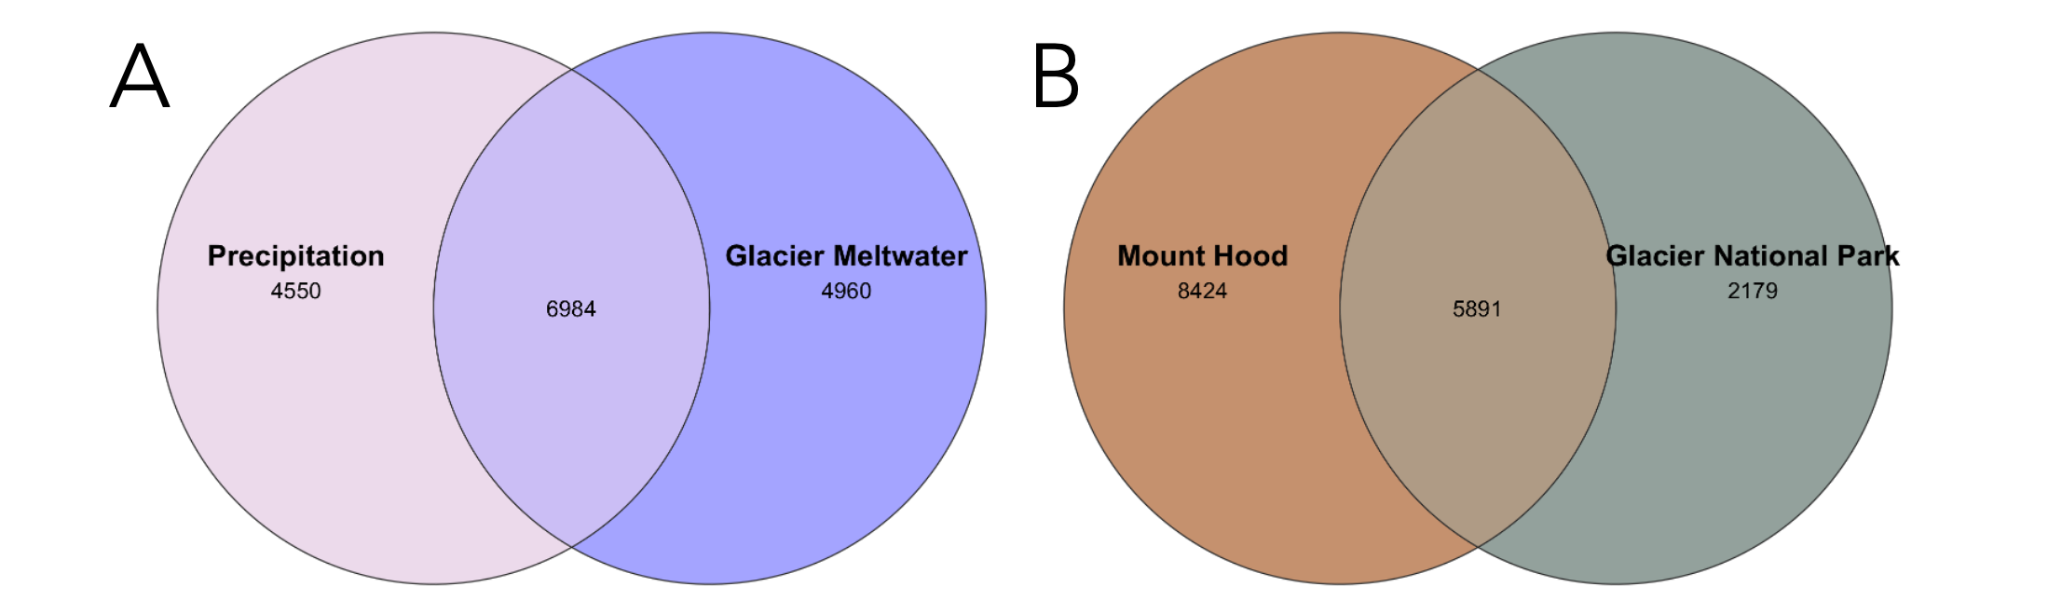 A
Precipitation
4550
6984
Glacier Meltwater
4960
B
Mount Hood
8424
5891
Glacier National Park
2179